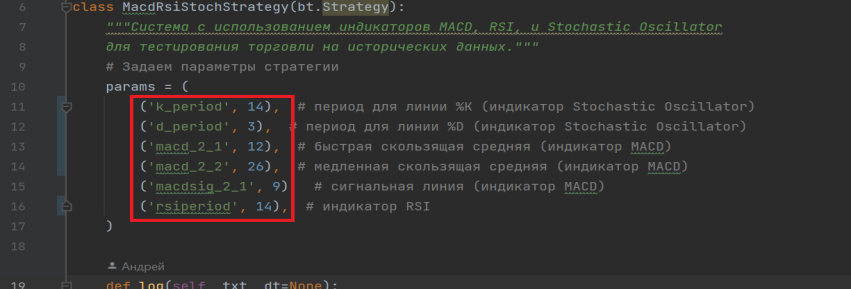 6 class MacdRsiStochStrategy(bt.Strategy):
7 """Система с использованием индикаторов MACD, RSI, и Stochastic Oscillator
8 для тестирования торговли на исторических данных."""
9 # Задаем параметры стратегии
10 params = (
11 ('k_period', 14), # период для линии %K (индикатор Stochastic Oscillator)
12 ('d_period', 3), # период для линии %D (индикатор Stochastic Oscillator)
13 ('macd_2_1', 12), # быстрая скользящая средняя (индикатор MACD)
14 ('macd_2_2', 26), # медленная скользящая средняя (индикатор MACD)
15 ('macdsig_2_1', 9) # сигнальная линия (индикатор MACD)
16 ('rsiperiod', 14), # индикатор RSI
17 )
18
Андрей
19 def log(self, txt, dt=None):